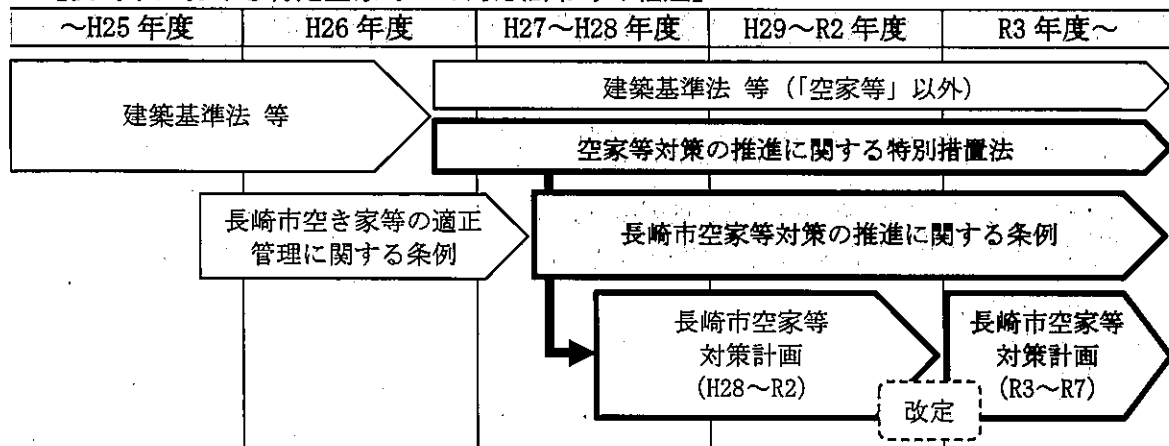 ～H25 年度 H26 年度 H27～H28 年度 H29～R2 年度 R3 年度～
建築基準法 等
建築基準法 等（「空家等」以外）
空家等対策の推進に関する特別措置法
長崎市空き家等の適正
管理に関する条例
長崎市空家等対策の推進に関する条例
長崎市空家等
対策計画
(H28～R2)
改定
長崎市空家等
対策計画
(R3～R7)